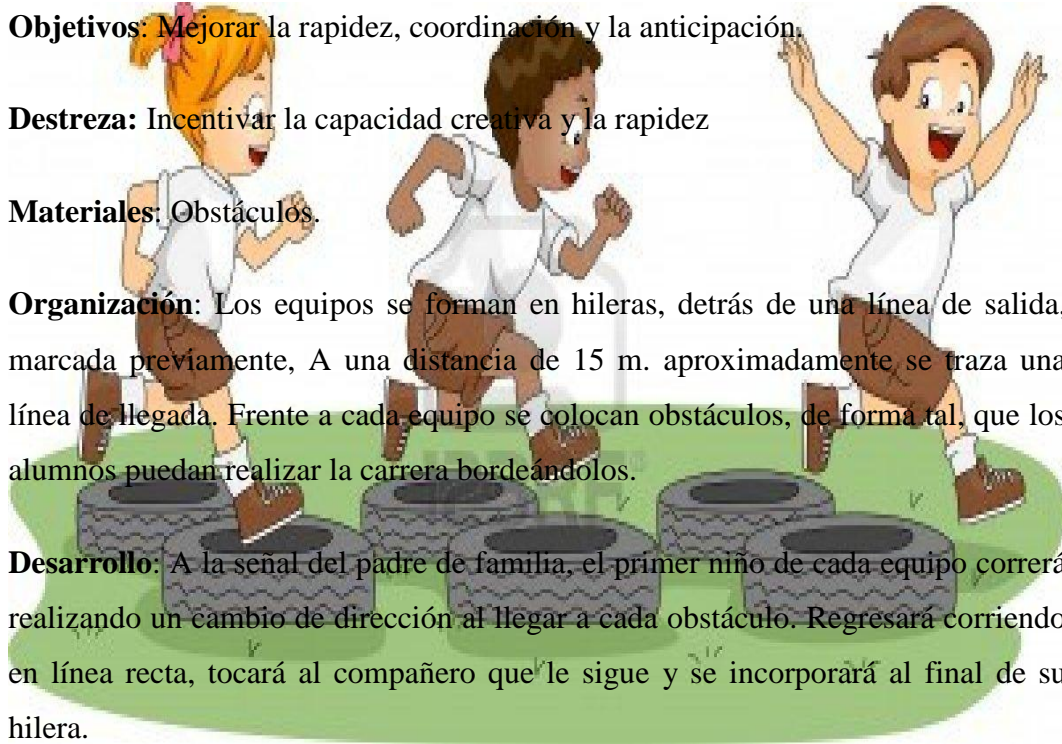 Objetivos: Mejorar la rapidez, coordinación y la anticipación.
Destreza: Incentivar la capacidad creativa y la rapidez
Materiales: Obstáculos.
Organización: Los equipos se forman en hileras, detrás de una línea de salida,
marcada previamente, A una distancia de 15 m. aproximadamente se traza una
línea de llegada. Frente a cada equipo se colocan obstáculos, de forma tal, que los
alumnos puedan realizar la carrera bordeándolos.
Desarrollo: A la señal del padre de familia, el primer niño de cada equipo correrá
realizando un cambio de dirección al llegar a cada obstáculo. Regresará corriendo
en línea recta, tocará al compañero que le sigue y se incorporará al final de su
hilera.